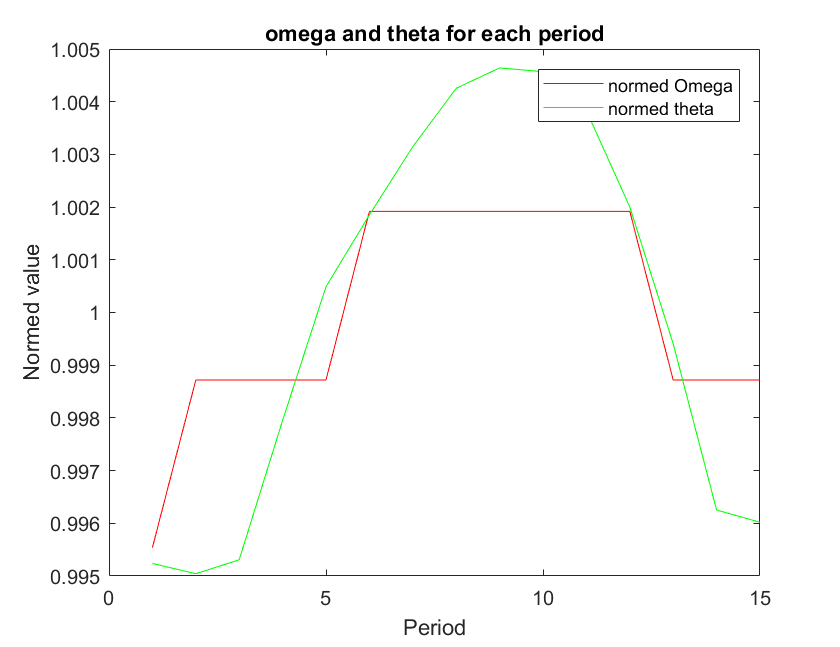 omega and theta for each period
1.005
1.004
1.003
1.002
1.001
1
0.999
0.998
0.997
0.996
0.995
Normed value
normed Omega
normed theta
0 5 10 15
Period